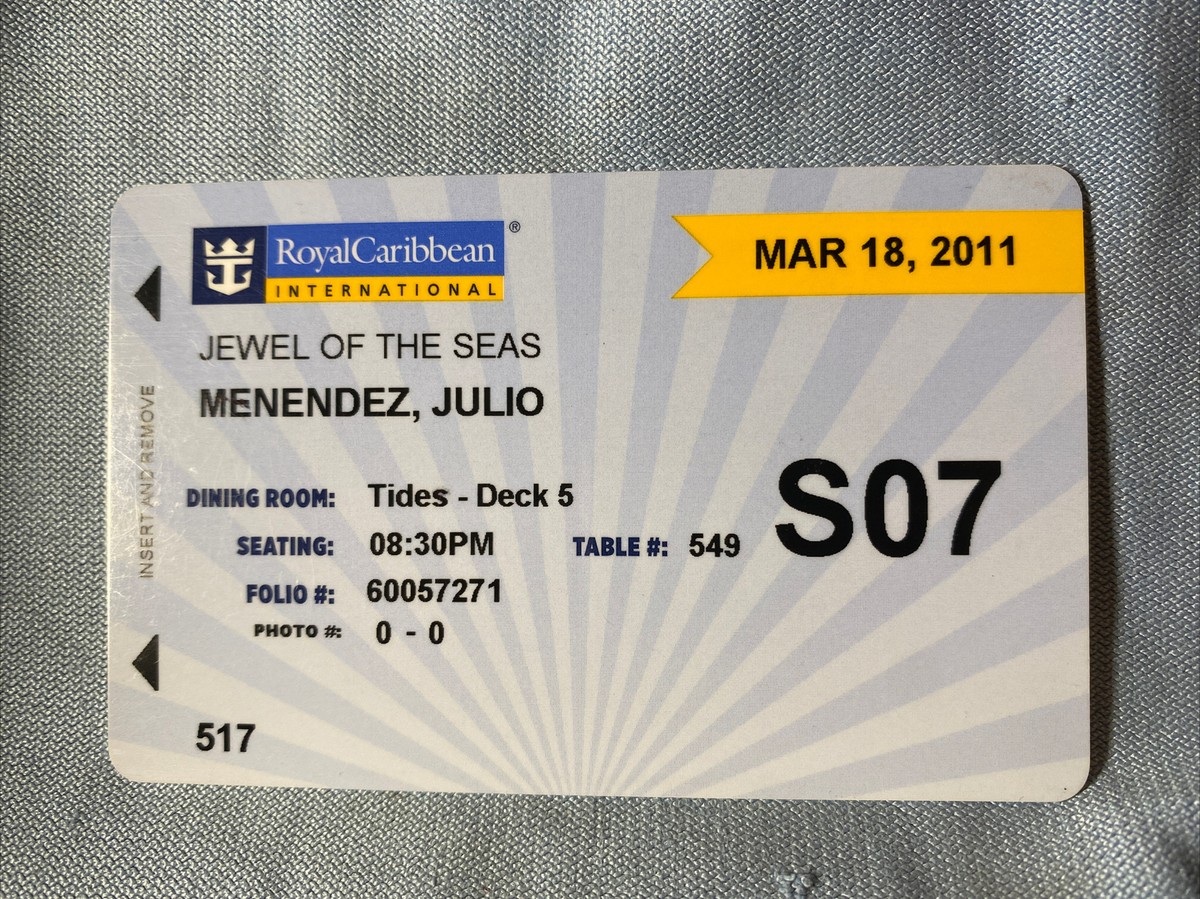 RoyalCaribbean®
INTERNATIONAL
MAR 18, 2011
JEWEL OF THE SEAS
MENENDEZ, JULIO
INSERT AND REMOVE
DINING ROOM: Tides - Deck 5
SEATING: 08:30PM TABLE #: 549
S07
FOLIO #: 60057271
PHOTO #: 0 - 0
517